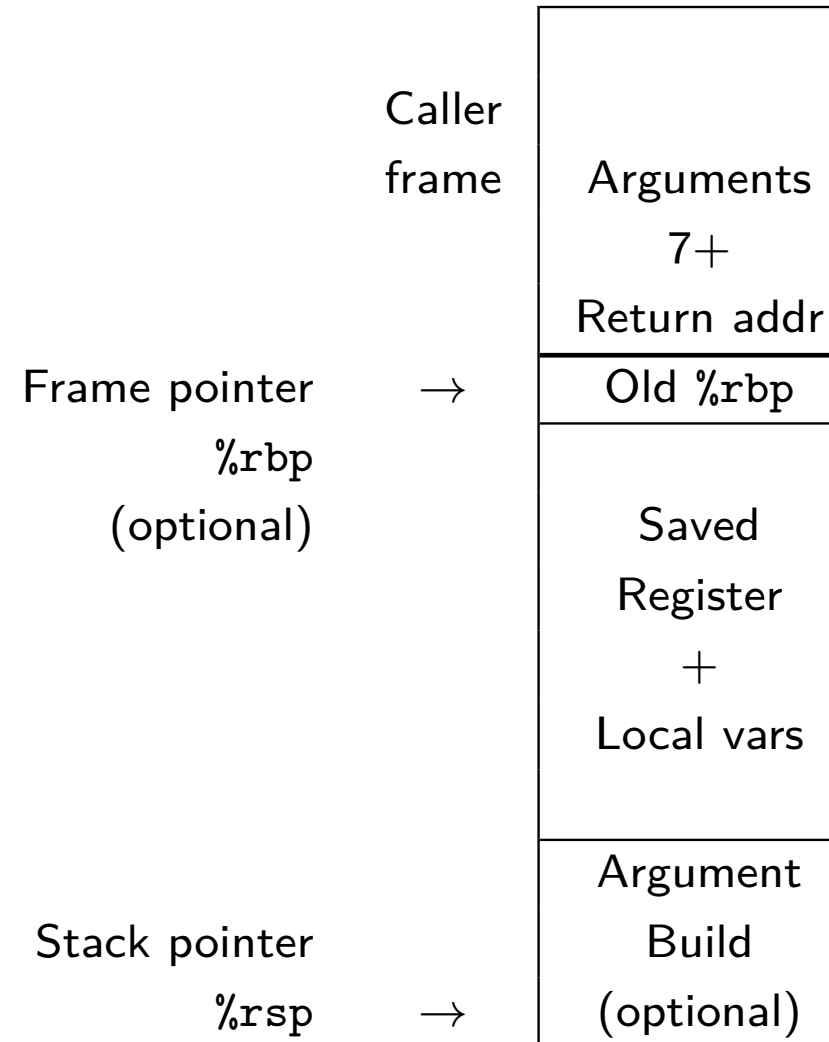 Caller
frame Arguments
7+
Return addr
Frame pointer → Old %rbp
%rbp
(optional) Saved
Register
+
Local vars
Argument
Stack pointer Build
%rsp → (optional)